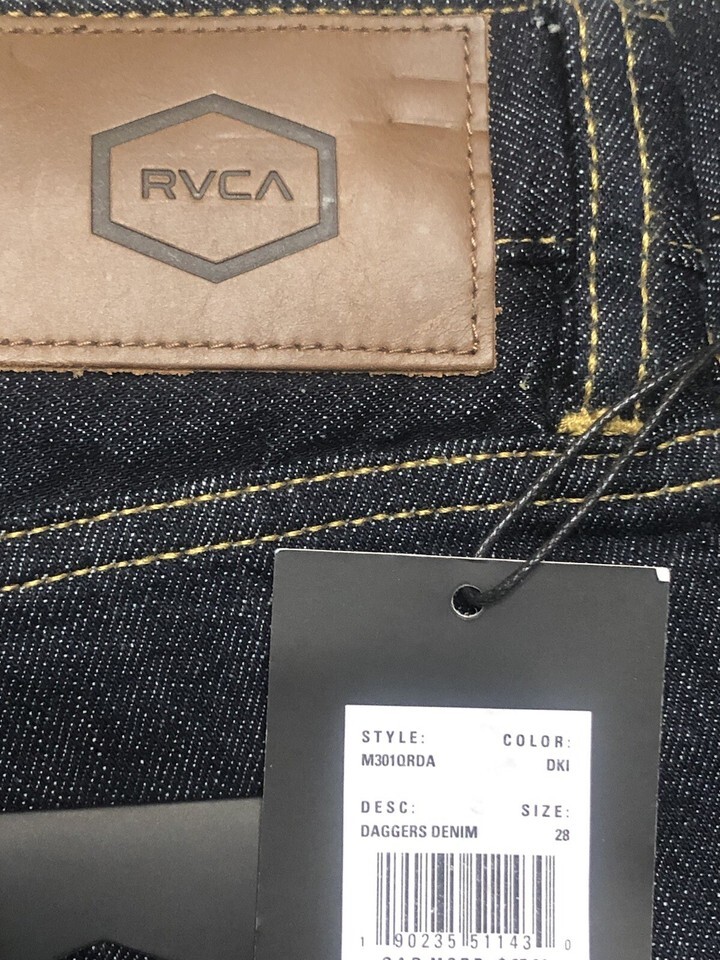 RVCA
STYLE: COLOR:
M301QRDA DKI
DESC: SIZE:
DAGGERS DENIM 28
1 90235 51143 0